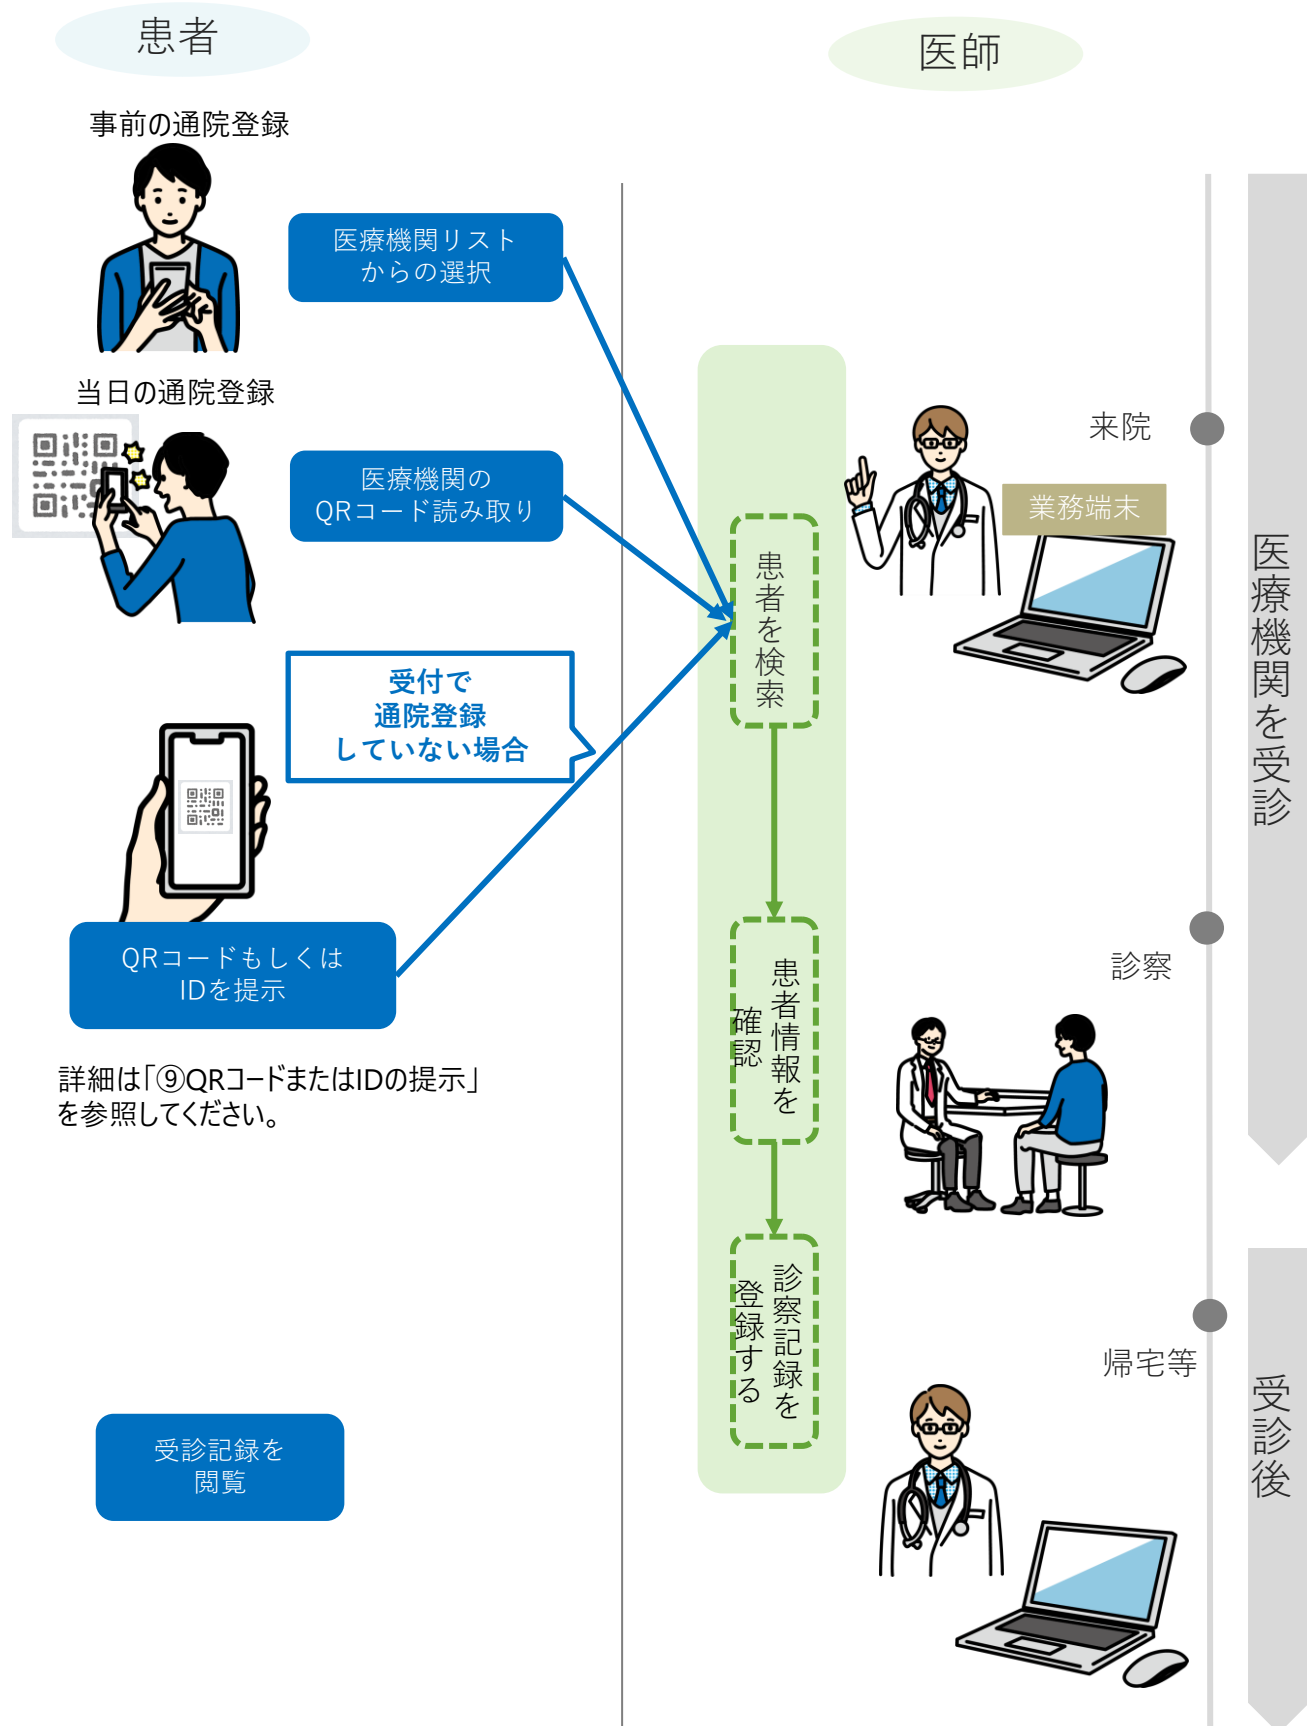 患者
医師
事前の通院登録
医療機関リスト
からの選択
当日の通院登録
医療機関の
QRコード読み取り
受付で
通院登録
していない場合
QRコードもしくは
IDを提示
詳細は「⑨QRコードまたはIDの提示」
を参照してください。
受診記録を
閲覧
患者を検索
患者情報を
確認
診察記録を
登録する
来院
業務端末
診察
帰宅等
医療機関を受診
受診後